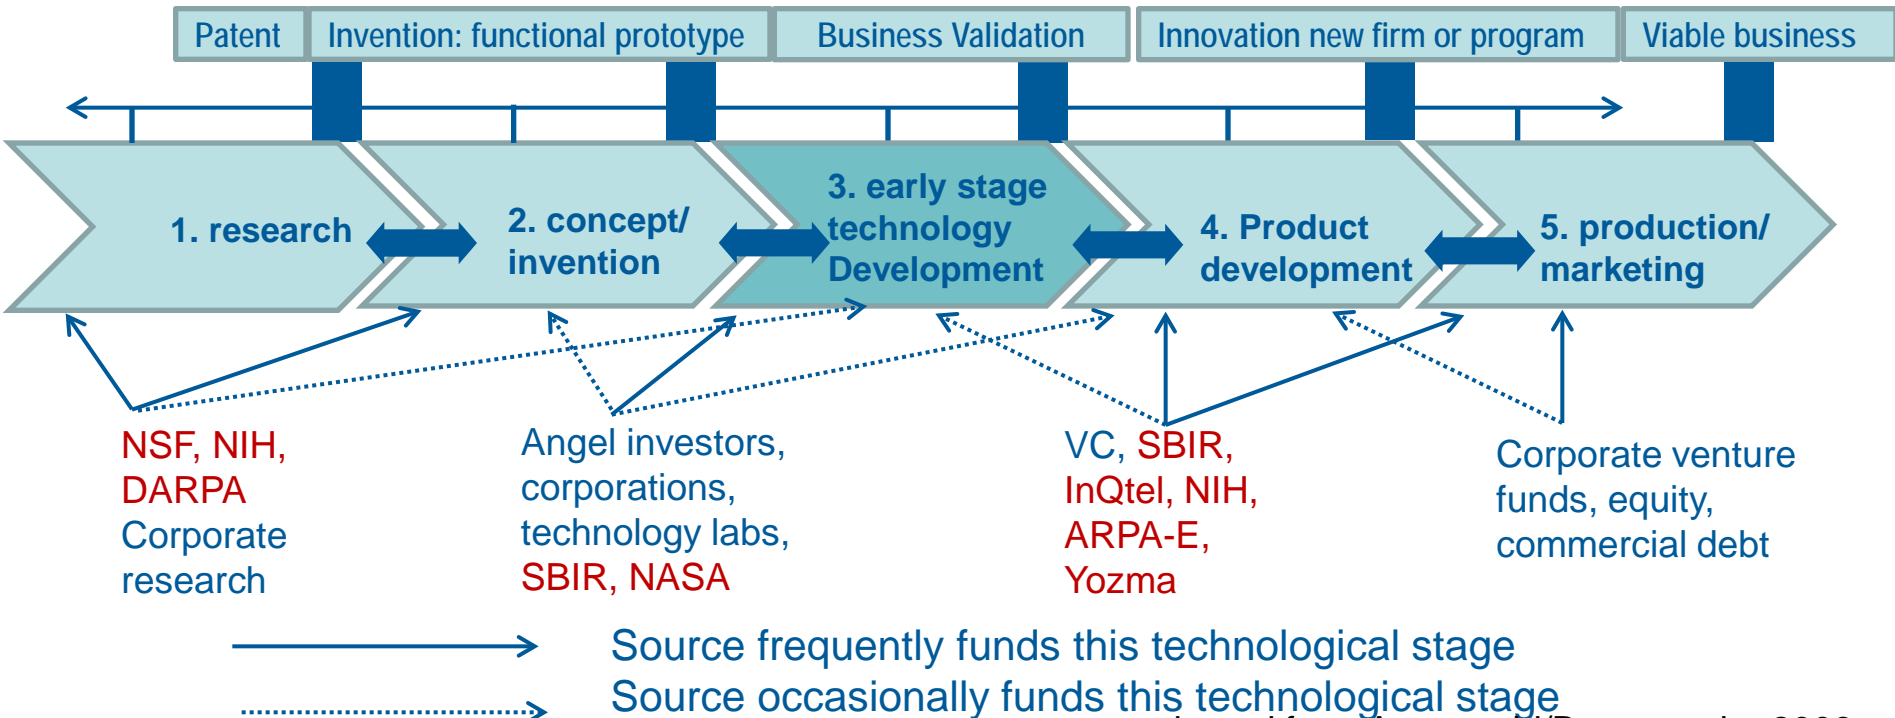 Patent
Invention: functional prototype
Business Validation
Innovation new firm or program
Viable business
1. research
2. concept/
invention
3. early stage
technology
Development
4. Product
development
5. production/
marketing
NSF, NIH,
DARPA
Corporate
research
Angel investors,
corporations,
technology labs,
SBIR, NASA
VC, SBIR,
InQtel, NIH,
ARPA-E,
Yozma
Corporate venture
funds, equity,
commercial debt
Source frequently funds this technological stage
Source occasionally funds this technological stage